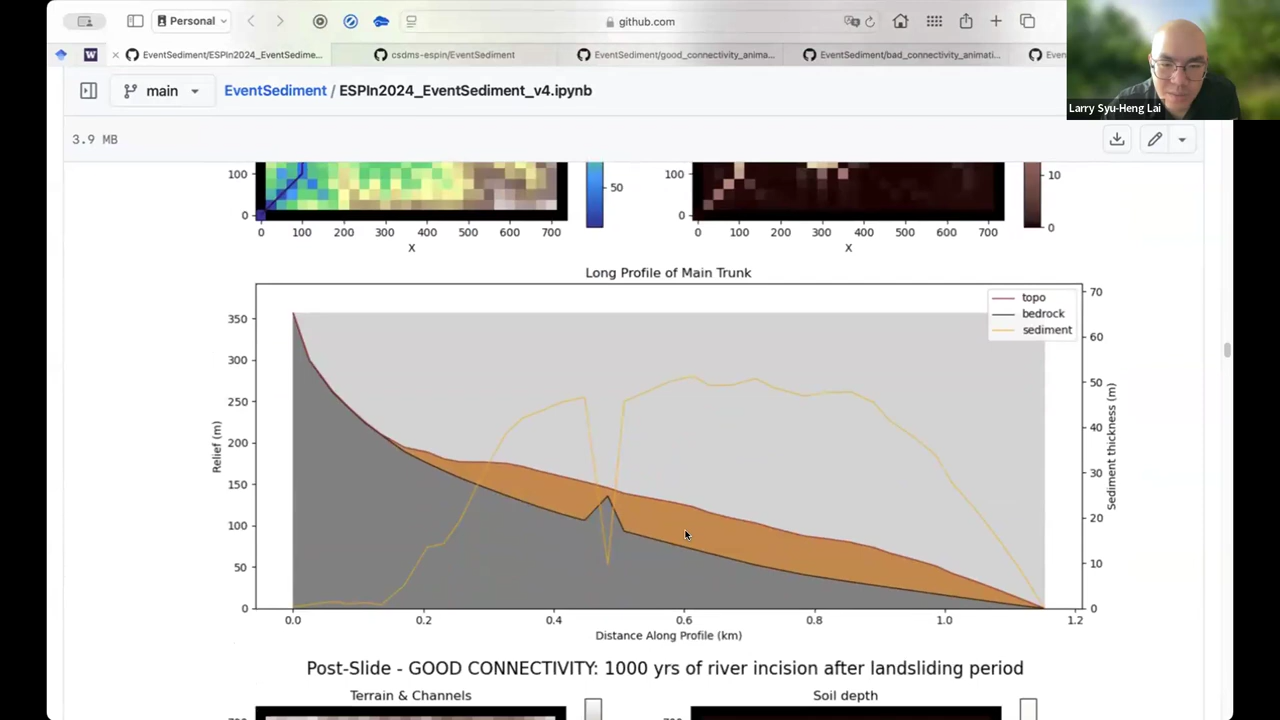 Personal
github.com
EventSediment/ESPIn2024_EventSedime...
csdms-espin/EventSediment
EventSediment/good_connectivity_anima...
EventSediment/bad_connectivity_animati...
Even
main
EventSediment / ESPIn2024_EventSediment_v4.ipynb
Larry Syu-Heng Lai
3.9 MB
100
0
0 100 200 300 400 500 600 700
X
50
100
0
0 100 200 300 400 500 600 700
X
10
0
Long Profile of Main Trunk
topo
bedrock
sediment
350
300
250
200
150
100
50
0
Relief (m)
70
60
50
40
30
20
10
0
Sediment thickness (m)
0.0 0.2 0.4 0.6 0.8 1.0 1.2
Distance Along Profile (km)
Post-Slide - GOOD CONNECTIVITY: 1000 yrs of river incision after landsliding period
Terrain & Channels
Soil depth